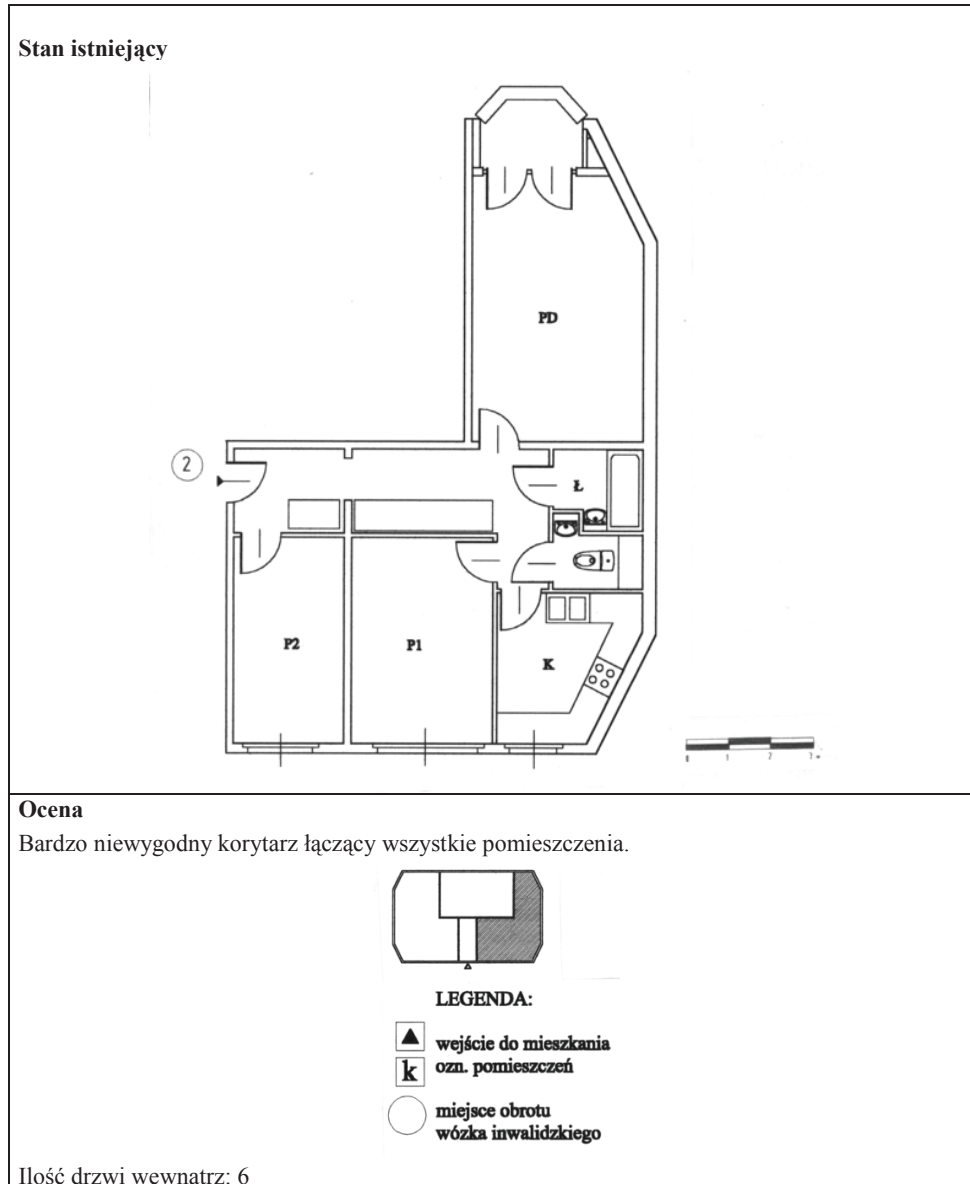 Stan istniejący
PD
2
Ł
P2
P1
K
0 1 2
Ocena
Bardzo niewygodny korytarz łączący wszystkie pomieszczenia.
LEGENDA:
wejście do mieszkania
k ozn. pomieszczeń
miejsce obrotu
wózka inwalidzkiego
Ilość drzwi wewnątrz: 6